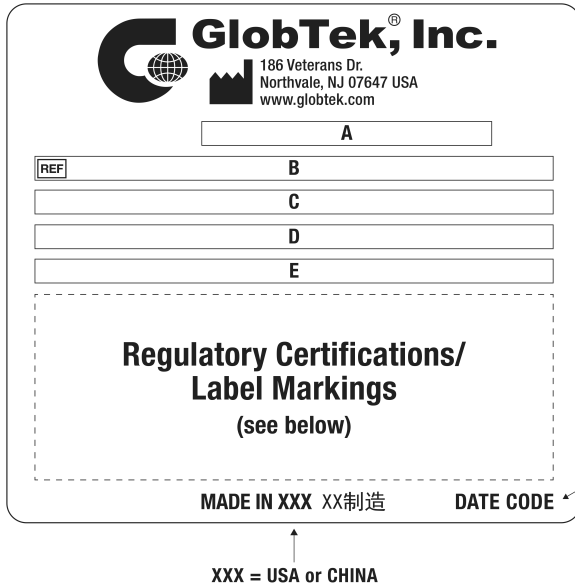 GlobTek,® Inc.
186 Veterans Dr.
Northvale, NJ 07647 USA
www.globtek.com
A
REF B
C
D
E
Regulatory Certifications/
Label Markings
(see below)
MADE IN XXX XX制造 DATE CODE
XXX = USA or CHINA